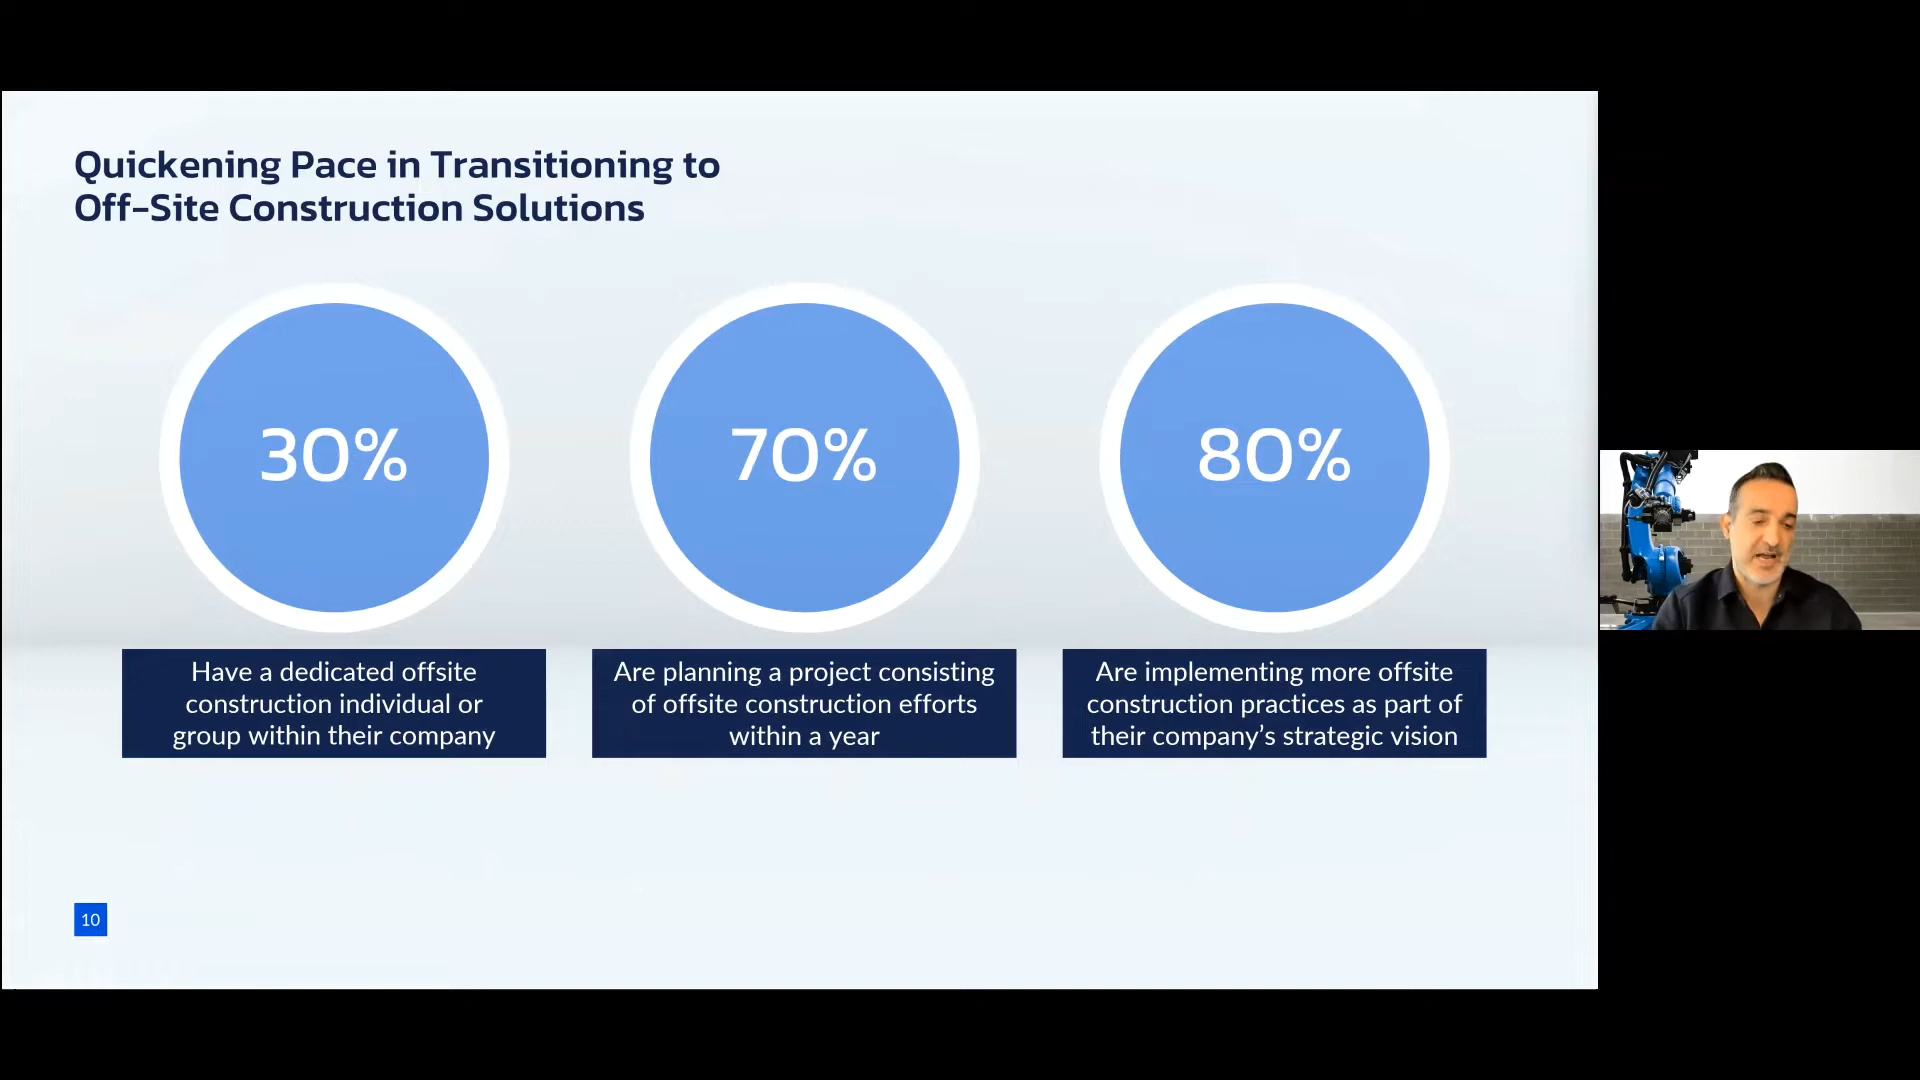 Quickening Pace in Transitioning to
Off-Site Construction Solutions
30%
70%
80%
Have a dedicated offsite
construction individual or
group within their company
Are planning a project consisting
of offsite construction efforts
within a year
Are implementing more offsite
construction practices as part of
their company’s strategic vision
10